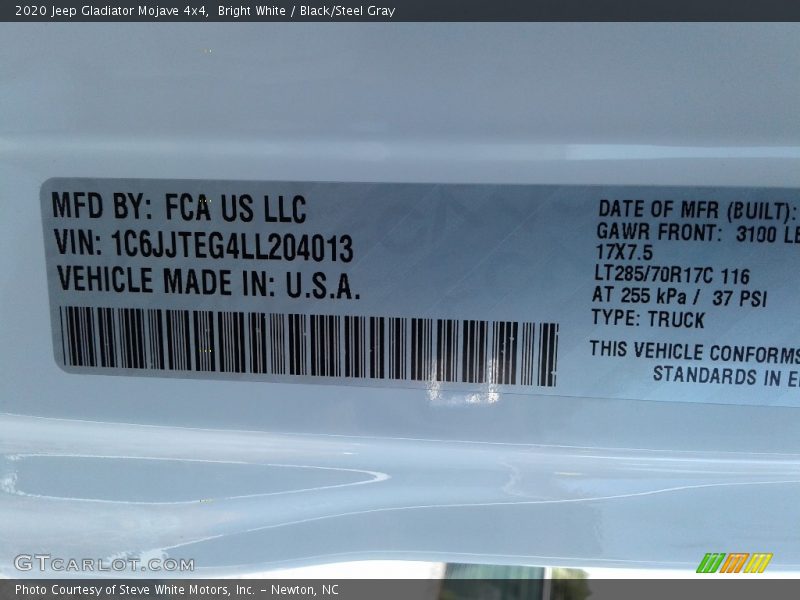 2020 Jeep Gladiator Mojave 4x4, Bright White / Black/Steel Gray
MFD BY: FCA US LLC
VIN: 1C6JJTEG4LL204013
VEHICLE MADE IN: U.S.A.
DATE OF MFR (BUILT):
GAWR FRONT: 3100 LB
17X7.5
LT285/70R17C 116
AT 255 kPa / 37 PSI
TYPE: TRUCK
THIS VEHICLE CONFORMS
STANDARDS IN
GTCARLOT.COM
Photo Courtesy of Steve White Motors, Inc. – Newton, NC